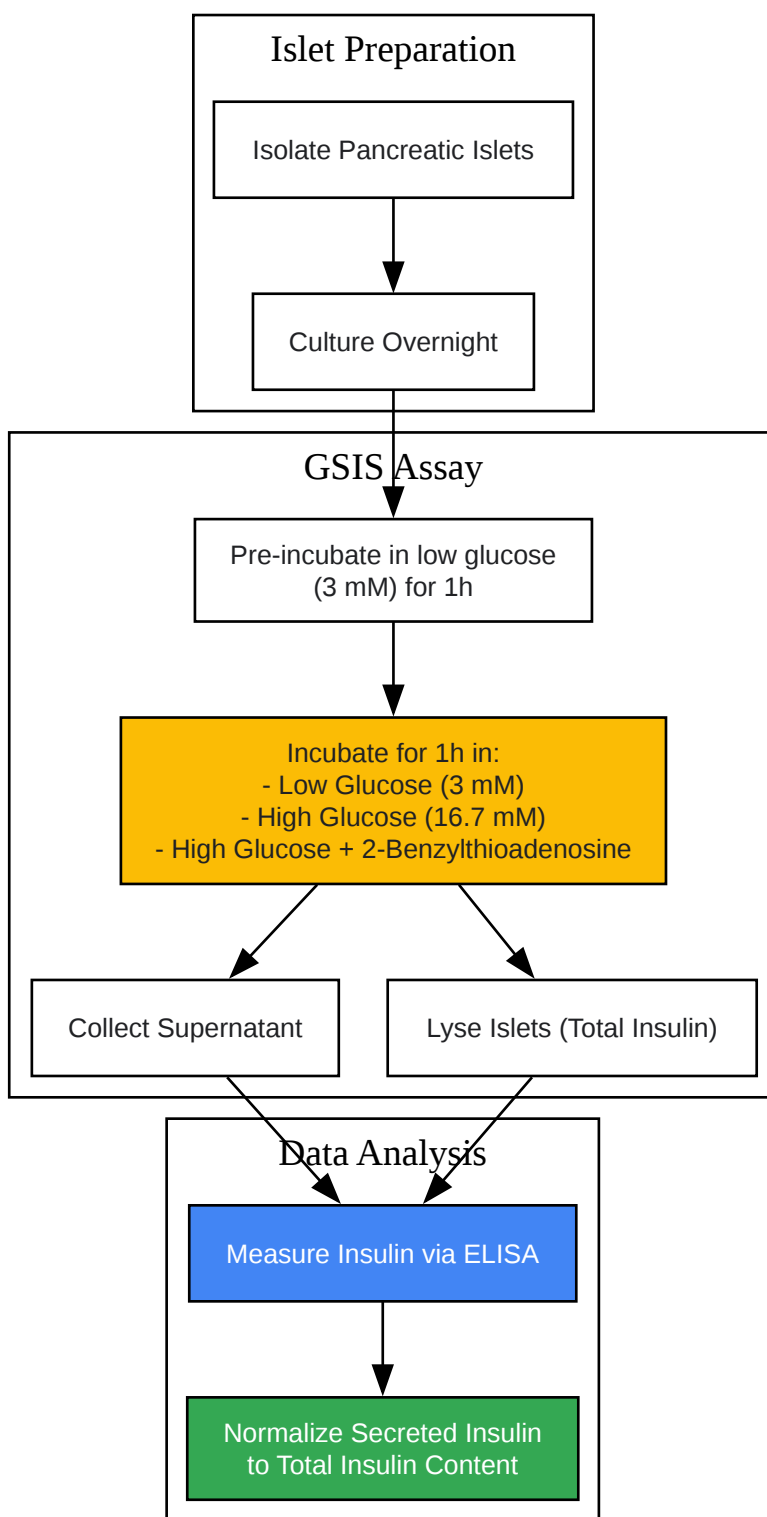 Islet Preparation
Isolate Pancreatic Islets
Culture Overnight
GSIS Assay
Pre-incubate in low glucose
(3 mM) for 1h
Incubate for 1h in:
- Low Glucose (3 mM)
- High Glucose (16.7 mM)
- High Glucose + 2-Benzylthioadenosine
Collect Supernatant
Lyse Islets (Total Insulin)
Data Analysis
Measure Insulin via ELISA
Normalize Secreted Insulin
to Total Insulin Content